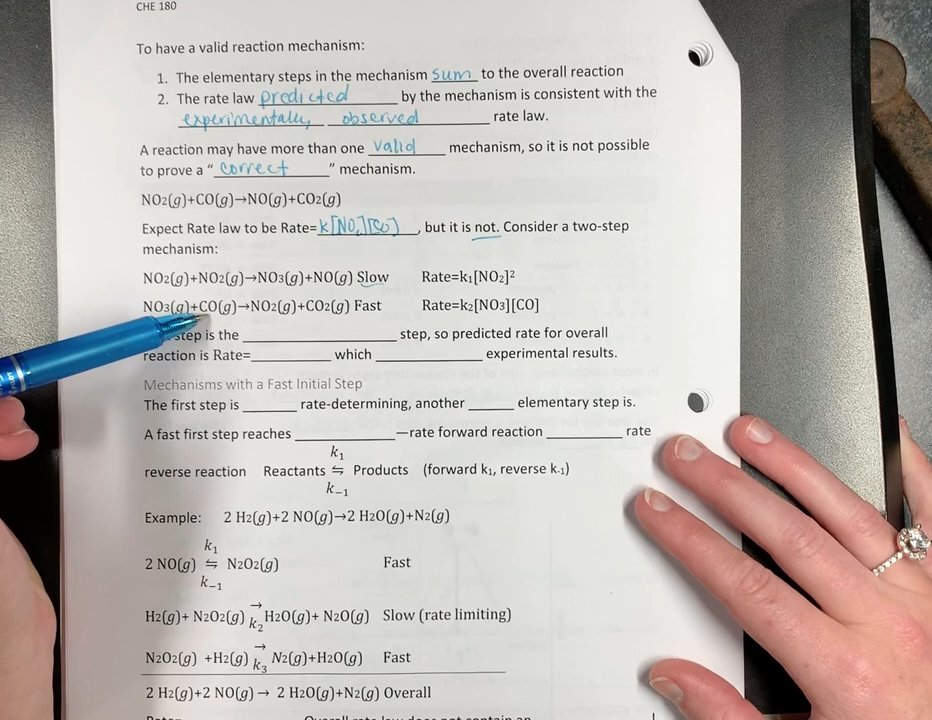 CHE 180
To have a valid reaction mechanism:
1. The elementary steps in the mechanism sum to the overall reaction
2. The rate law predicted by the mechanism is consistent with the
experimentally observed rate law.
A reaction may have more than one valid mechanism, so it is not possible
to prove a “correct” mechanism.
NO2(g)+CO(g)→NO(g)+CO2(g)
Expect Rate law to be Rate=k[NO2][CO], but it is not. Consider a two-step
mechanism:
NO2(g)+NO2(g)→NO3(g)+NO(g) Slow Rate=k1[NO2]²
NO3(g)+CO(g)→NO2(g)+CO2(g) Fast Rate=k2[NO3][CO]
step is the ____ step, so predicted rate for overall
reaction is Rate=____ which ____ experimental results.
Mechanisms with a Fast Initial Step
The first step is ____ rate-determining, another ____ elementary step is.
A fast first step reaches ____—rate forward reaction ____ rate
k1
reverse reaction Reactants ⇋ Products (forward k1, reverse k-1)
k−1
Example: 2 H2(g)+2 NO(g)→2 H2O(g)+N2(g)
k1
2 NO(g) ⇋ N2O2(g) Fast
k−1
H2(g)+ N2O2(g) →k2 H2O(g)+ N2O(g) Slow (rate limiting)
N2O2(g) +H2(g) →k3 N2(g)+H2O(g) Fast
2 H2(g)+2 NO(g) → 2 H2O(g)+N2(g) Overall